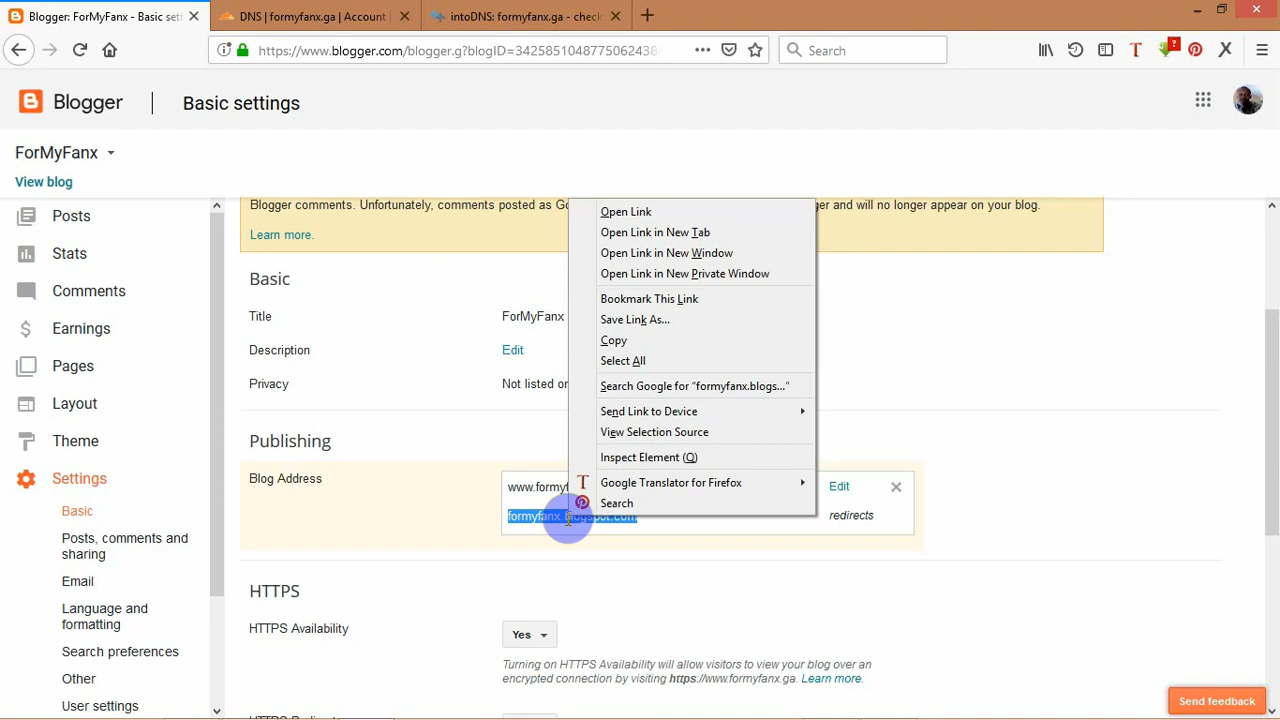 Blogger: ForMyFanx - Basic set
DNS | formyfanx.ga | Account
intoDNS: formyfanx.ga - check
https://www.blogger.com/blogger.g?blogID=3425851048775062438
Search
Blogger
Basic settings
ForMyFanx
View blog
Posts
Stats
Comments
Earnings
Pages
Layout
Theme
Settings
Basic
Posts, comments and
sharing
Email
Language and
formatting
Search preferences
Other
User settings
Blogger comments. Unfortunately, comments posted as Go
ger and will no longer appear on your blog.
Learn more.
Basic
Title
ForMyFanx
Description
Edit
Privacy
Not listed on
Publishing
Blog Address
www.formyf
Edit
formyfanx.blogspot.com
redirects
Open Link
Open Link in New Tab
Open Link in New Window
Open Link in New Private Window
Bookmark This Link
Save Link As...
Copy
Select All
Search Google for “formyfanx.blogs...”
Send Link to Device
View Selection Source
Inspect Element (Q)
T Google Translator for Firefox
Search
HTTPS
HTTPS Availability
Yes
Turning on HTTPS Availability will allow visitors to view your blog over an
encrypted connection by visiting https://www.formyfanx.ga. Learn more.
Send feedback